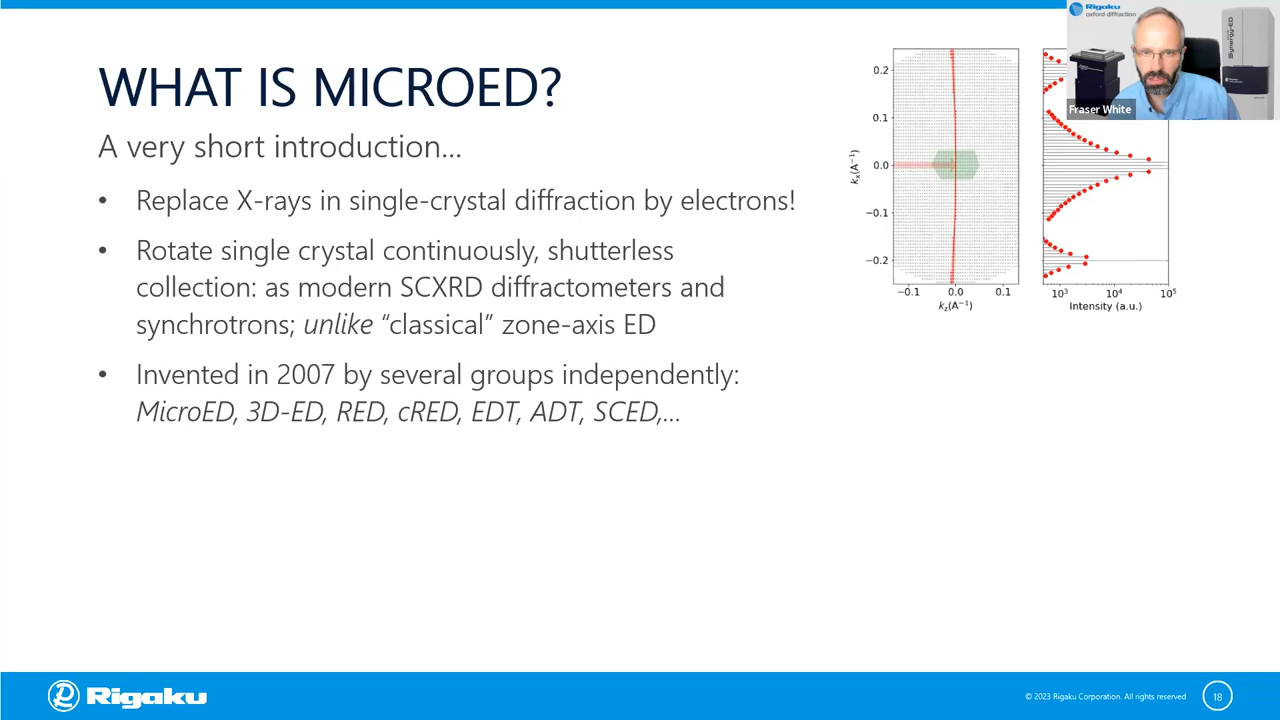 WHAT IS MICROED?
A very short introduction...
• Replace X-rays in single-crystal diffraction by electrons!
• Rotate single crystal continuously, shutterless
collection: as modern SCXRD diffractometers and
synchrotrons; unlike “classical” zone-axis ED
• Invented in 2007 by several groups independently:
MicroED, 3D-ED, RED, cRED, EDT, ADT, SCED,...
0.2
0.1
0.0
−0.1
−0.2
kx(A⁻¹)
−0.1 0.0 0.1
kz(A⁻¹)
10³ 10⁴ 10⁵
Intensity (a.u.)
Rigaku
oxford diffraction
Synergy-ED
Fraser White
Rigaku
© 2023 Rigaku Corporation. All rights reserved
18